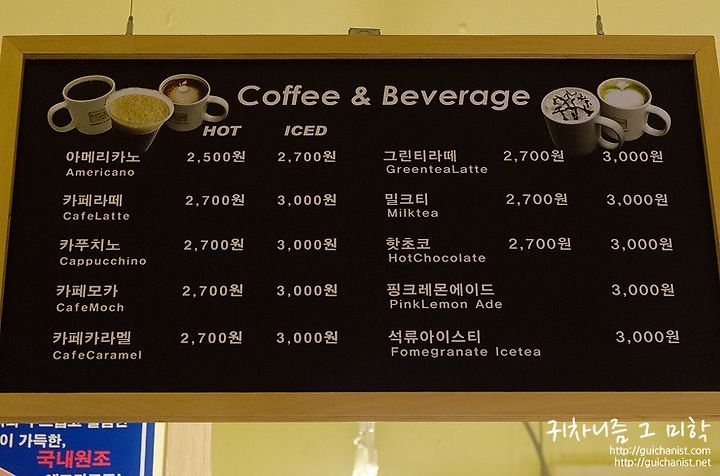 Coffee & Beverage
HOT ICED
아메리카노 2,500원 2,700원
Americano
카페라떼 2,700원 3,000원
CafeLatte
카푸치노 2,700원 3,000원
Cappucchino
카페모카 2,700원 3,000원
CafeMoch
카페카라멜 2,700원 3,000원
CafeCaramel
그린티라떼 2,700원 3,000원
GreenteaLatte
밀크티 2,700원 3,000원
Milktea
핫초코 2,700원 3,000원
HotChocolate
핑크레몬에이드 3,000원
PinkLemon Ade
석류아이스티 3,000원
Fomegranate Icetea
이 가득한,
국내원조
귀차니즘 그 미학
http://guichanist.com
http://guichanist.net